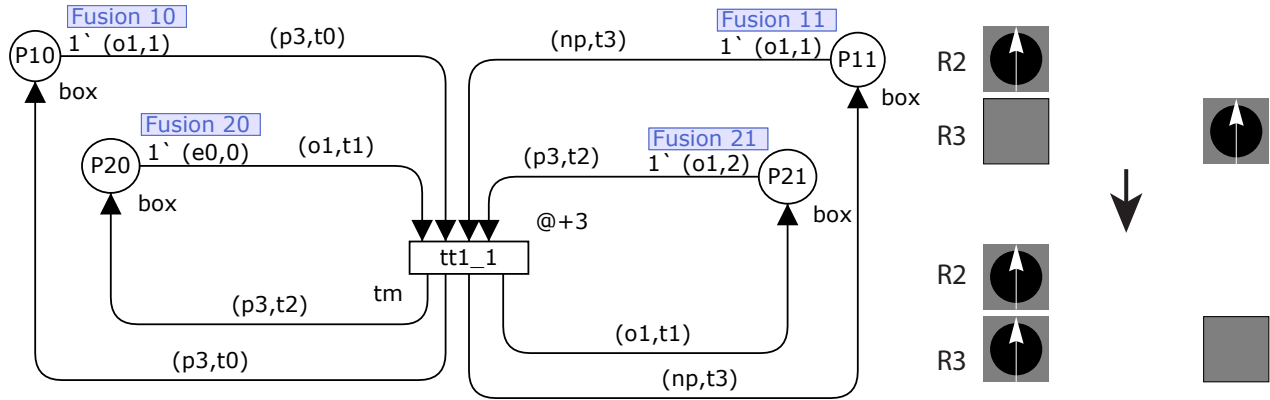 Fusion 10
1` (o1,1)
P10
(p3,t0)
box
Fusion 11
1` (o1,1)
P11
(np,t3)
box
Fusion 20
1` (e0,0)
P20
(o1,t1)
box
Fusion 21
1` (o1,2)
P21
(p3,t2)
box
@+3
tt1_1
tm
(p3,t2)
(p3,t0)
(o1,t1)
(np,t3)
R2
R3
R2
R3